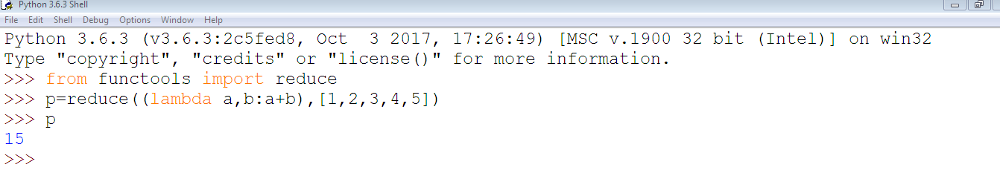 Python 3.6.3 Shell
File Edit Shell Debug Options Window Help
Python 3.6.3 (v3.6.3:2c5fed8, Oct  3 2017, 17:26:49) [MSC v.1900 32 bit (Intel)] on win32
Type "copyright", "credits" or "license()" for more information.
>>> from functools import reduce
>>> p=reduce((lambda a,b:a+b),[1,2,3,4,5])
>>> p
15
>>>